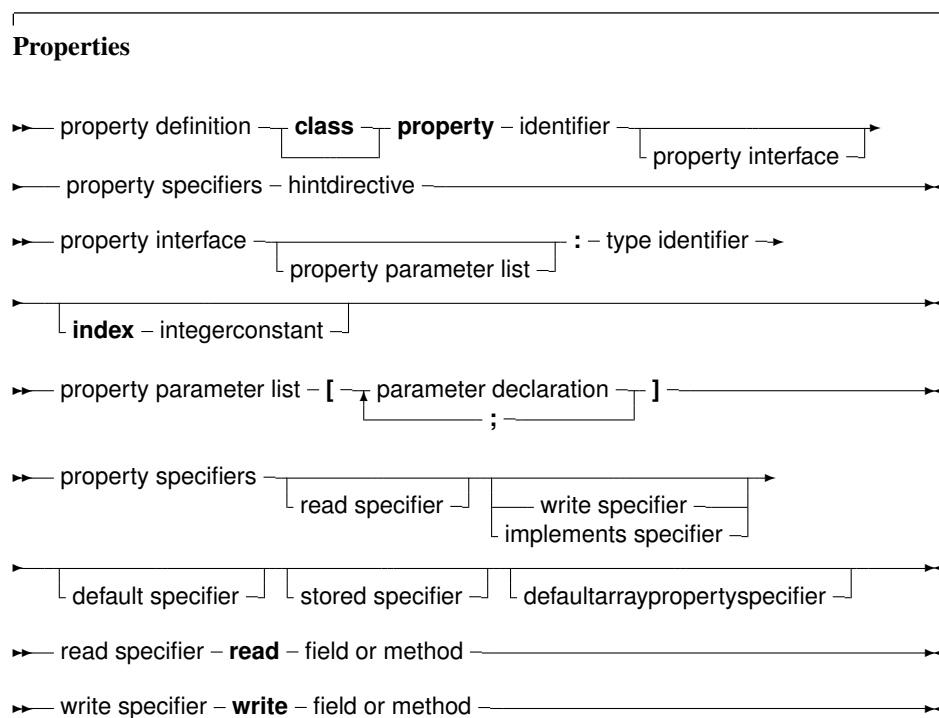 Properties
property definition class property – identifier
property interface
property specifiers – hintdirective
property interface : – type identifier
property parameter list
index – integerconstant
property parameter list – [ parameter declaration ]
;
property specifiers
read specifier write specifier
implements specifier
default specifier stored specifier defaultarraypropertyspecifier
read specifier – read – field or method
write specifier – write – field or method